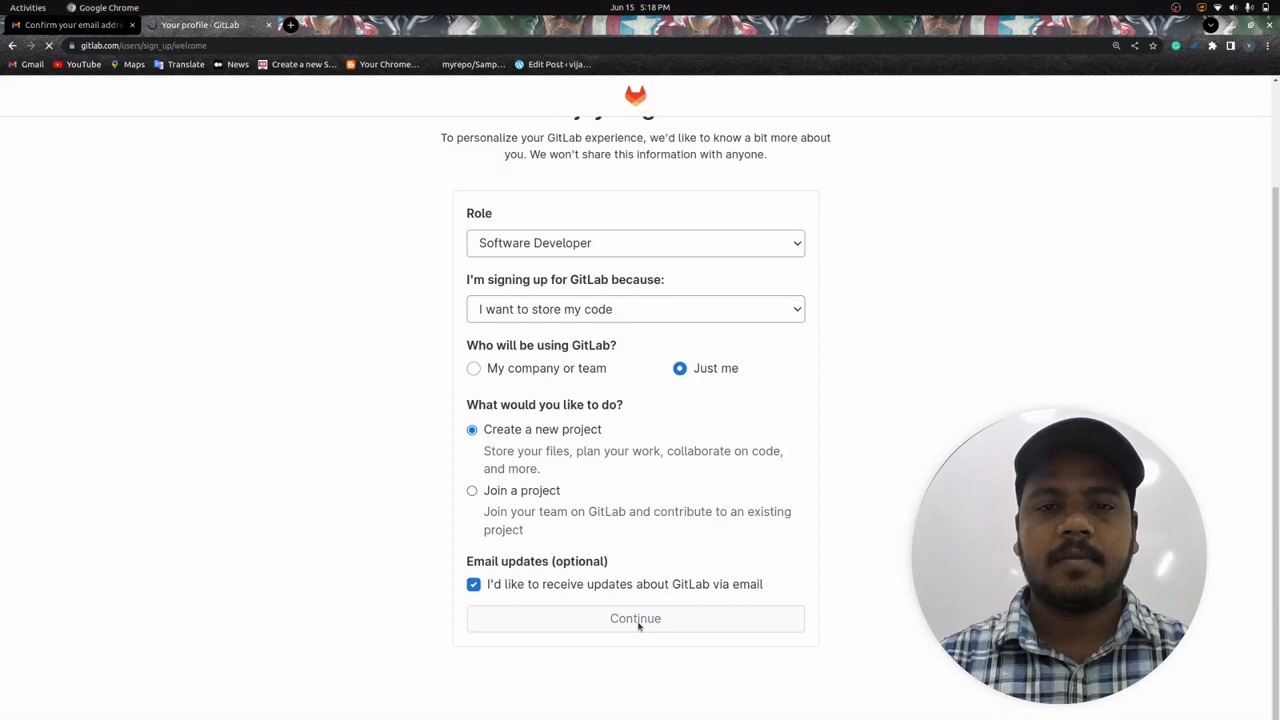 Activities
Google Chrome
Jun 15 5:18 PM
Confirm your email addre
Your profile · GitLab
gitlab.com/users/sign_up/welcome
Gmail
YouTube
Maps
Translate
News
Create a new S...
Your Chrome...
myrepo/Samp...
Edit Post ‹ vija...
To personalize your GitLab experience, we'd like to know a bit more about
you. We won't share this information with anyone.
Role
Software Developer
I'm signing up for GitLab because:
I want to store my code
Who will be using GitLab?
My company or team
Just me
What would you like to do?
Create a new project
Store your files, plan your work, collaborate on code,
and more.
Join a project
Join your team on GitLab and contribute to an existing
project
Email updates (optional)
I'd like to receive updates about GitLab via email
Continue